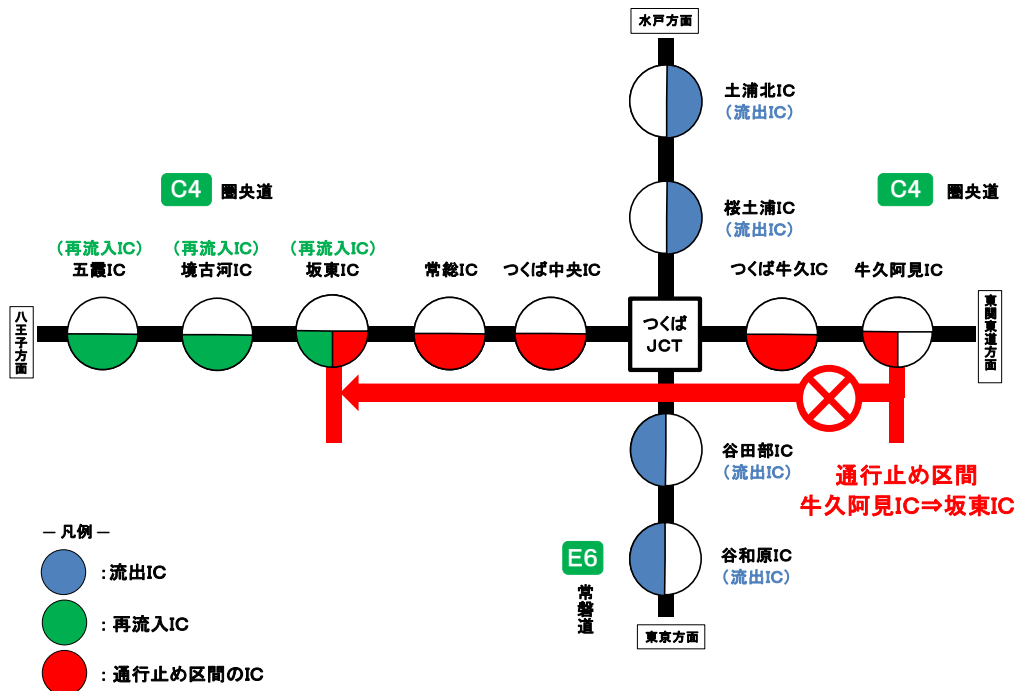 水戸方面
土浦北IC
（流出IC）
C4 圏央道
桜土浦IC
（流出IC）
C4 圏央道
（再流入IC）
五霞IC
（再流入IC）
境古河IC
（再流入IC）
坂東IC
常総IC
つくば中央IC
つくば牛久IC
牛久阿見IC
八王子方面
つくば
JCT
東関東道方面
谷田部IC
（流出IC）
通行止め区間
牛久阿見IC⇒坂東IC
谷和原IC
（流出IC）
E6
常磐道
東京方面
－ 凡例 －
：流出IC
：再流入IC
：通行止め区間のIC